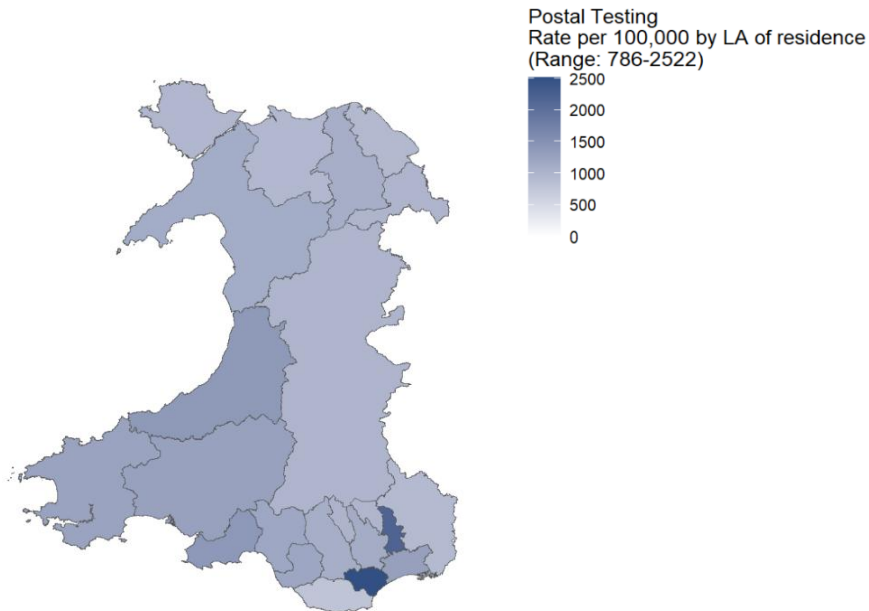 Postal Testing
Rate per 100,000 by LA of residence
(Range: 786-2522)
2500
2000
1500
1000
500
0